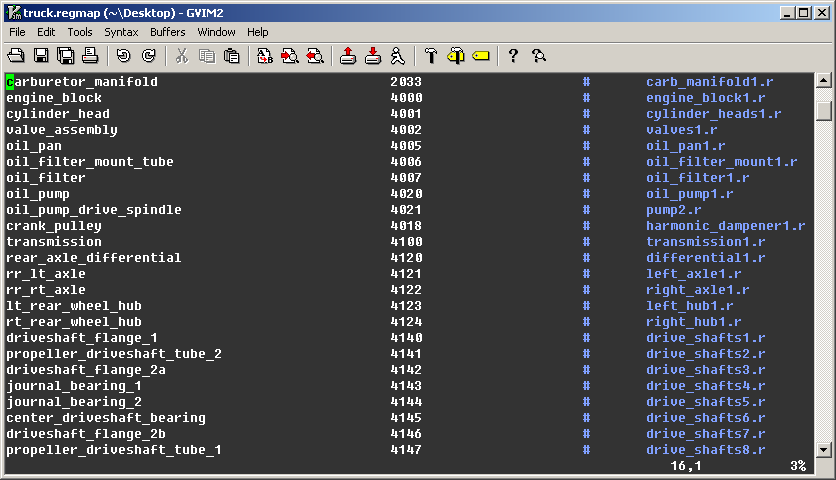 truck.regmap (~\Desktop) - GVIM2
File Edit Tools Syntax Buffers Window Help
carburetor_manifold 2033 # carb_manifold1.r
engine_block 4000 # engine_block1.r
cylinder_head 4001 # cylinder_heads1.r
valve_assembly 4002 # valves1.r
oil_pan 4005 # oil_pan1.r
oil_filter_mount_tube 4006 # oil_filter_mount1.r
oil_filter 4007 # oil_filter1.r
oil_pump 4020 # oil_pump1.r
oil_pump_drive_spindle 4021 # pump2.r
crank_pulley 4018 # harmonic_dampener1.r
transmission 4100 # transmission1.r
rear_axle_differential 4120 # differential1.r
rr_lt_axle 4121 # left_axle1.r
rr_rt_axle 4122 # right_axle1.r
lt_rear_wheel_hub 4123 # left_hub1.r
rt_rear_wheel_hub 4124 # right_hub1.r
driveshaft_flange_1 4140 # drive_shafts1.r
propeller_driveshaft_tube_2 4141 # drive_shafts2.r
driveshaft_flange_2a 4142 # drive_shafts3.r
journal_bearing_1 4143 # drive_shafts4.r
journal_bearing_2 4144 # drive_shafts5.r
center_driveshaft_bearing 4145 # drive_shafts6.r
driveshaft_flange_2b 4146 # drive_shafts7.r
propeller_driveshaft_tube_1 4147 # drive_shafts8.r
16,1 3%